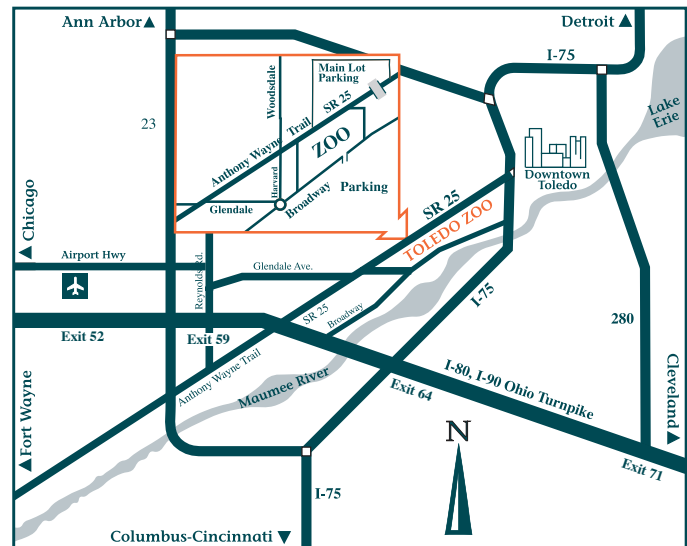 Ann Arbor
Detroit
I-75
Main Lot
Parking
Woodsdale
SR 25
Lake
Erie
23
Anthony Wayne Trail
ZOO
Harvard
Parking
Broadway
Glendale
Downtown
Toledo
Chicago
SR 25
TOLEDO ZOO
Airport Hwy
Reynolds Rd.
Glendale Ave.
I-75
SR 25
Broadway
280
Exit 52
Exit 59
Anthony Wayne Trail
Maumee River
I-80, I-90 Ohio Turnpike
Exit 64
Cleveland
Fort Wayne
N
Exit 71
I-75
Columbus-Cincinnati